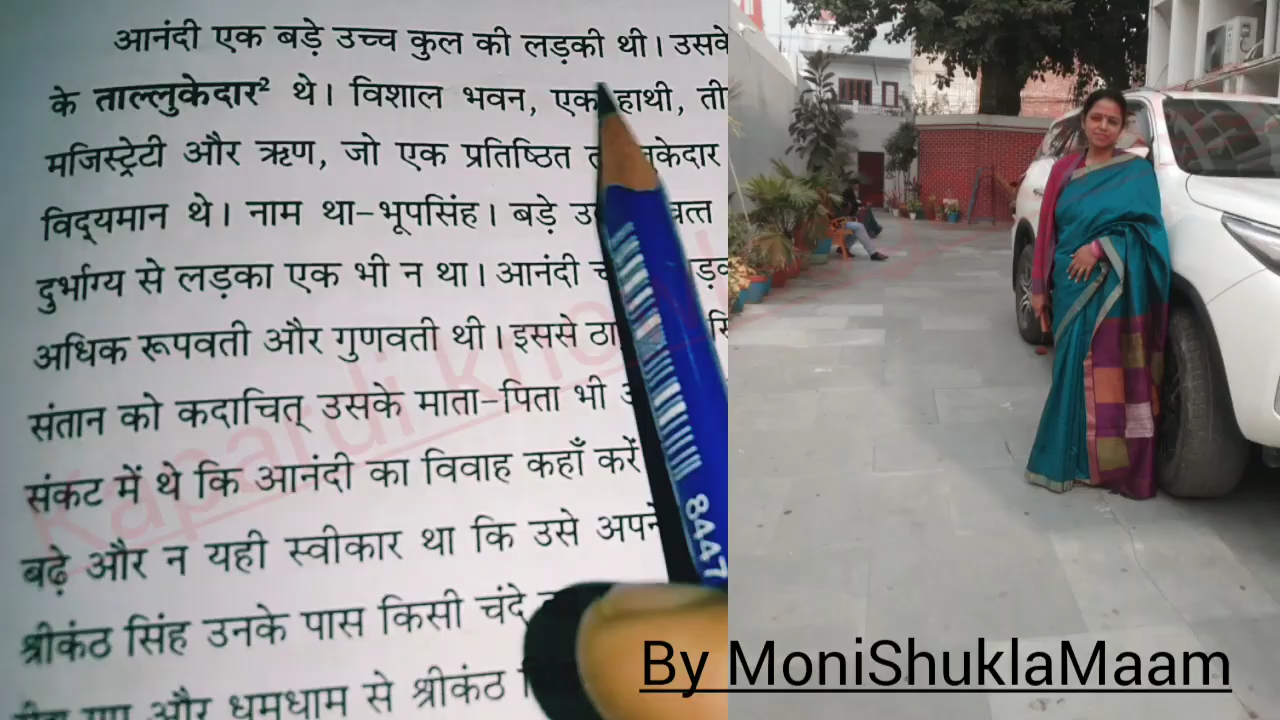 आनंदी एक बड़े उच्च कुल की लड़की थी। उसके
के ताल्लुकेदार² थे। विशाल भवन, एक हाथी,
मजिस्ट्रेटी और ऋण, जो एक प्रतिष्ठित
विद्यमान थे। नाम था-भूपसिंह। बड़े
दुर्भाग्य से लड़का एक भी न था। आनंदी
अधिक रूपवती और गुणवती थी। इससे
संतान को कदाचित् उसके माता-पिता भी
संकट में थे कि आनंदी का विवाह कहाँ करें
बढ़े और न यही स्वीकार था कि उसे अपने
श्रीकंठ सिंह उनके पास किसी चंदे
और धूमधाम से श्रीकंठ
8447
By MoniShuklaMaam